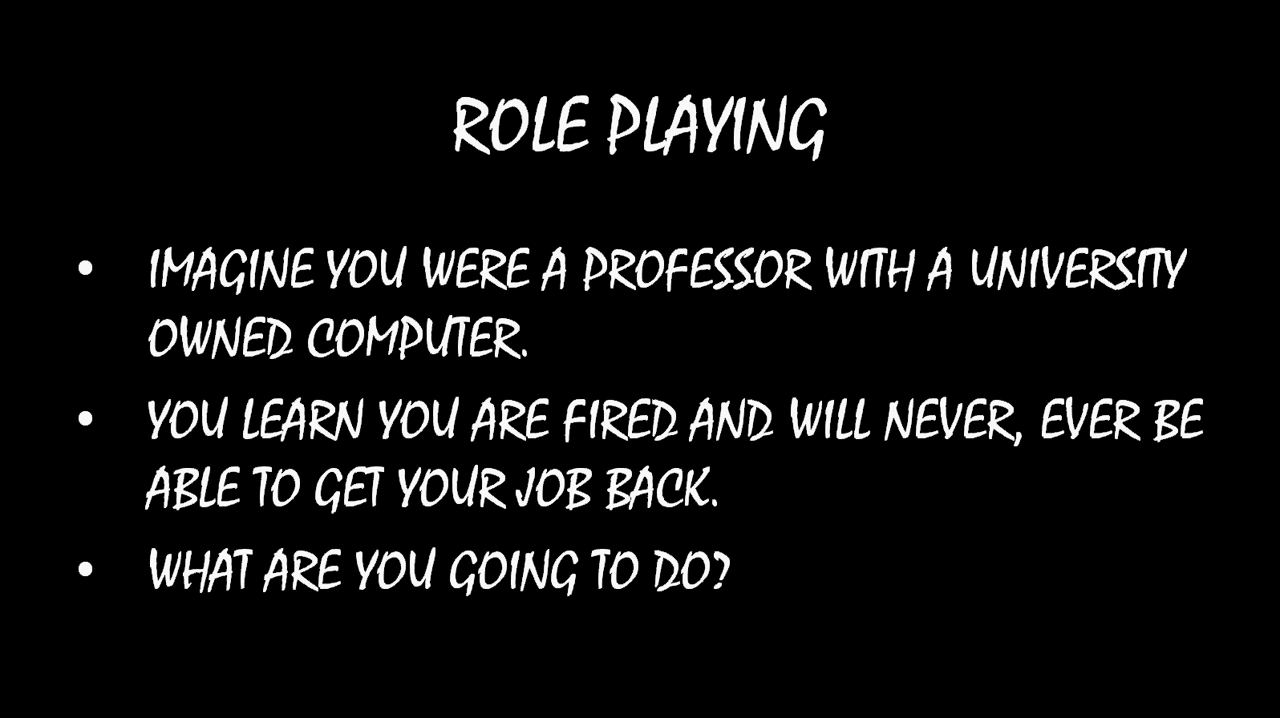 ROLE PLAYING
• IMAGINE YOU WERE A PROFESSOR WITH A UNIVERSITY
OWNED COMPUTER.
• YOU LEARN YOU ARE FIRED AND WILL NEVER, EVER BE
ABLE TO GET YOUR JOB BACK.
• WHAT ARE YOU GOING TO DO?